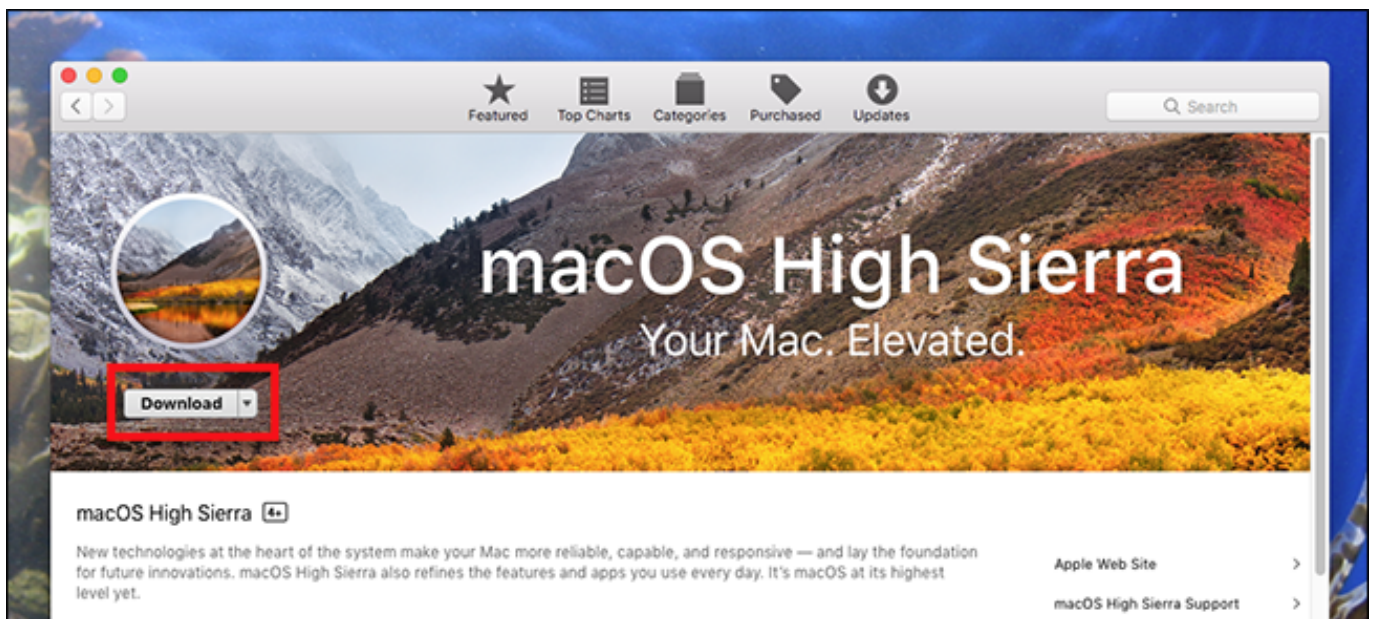 Featured Top Charts Categories Purchased Updates
Search
macOS High Sierra
Your Mac. Elevated.
Download
macOS High Sierra 4+
New technologies at the heart of the system make your Mac more reliable, capable, and responsive — and lay the foundation
for future innovations. macOS High Sierra also refines the features and apps you use every day. It's macOS at its highest
level yet.
Apple Web Site
macOS High Sierra Support